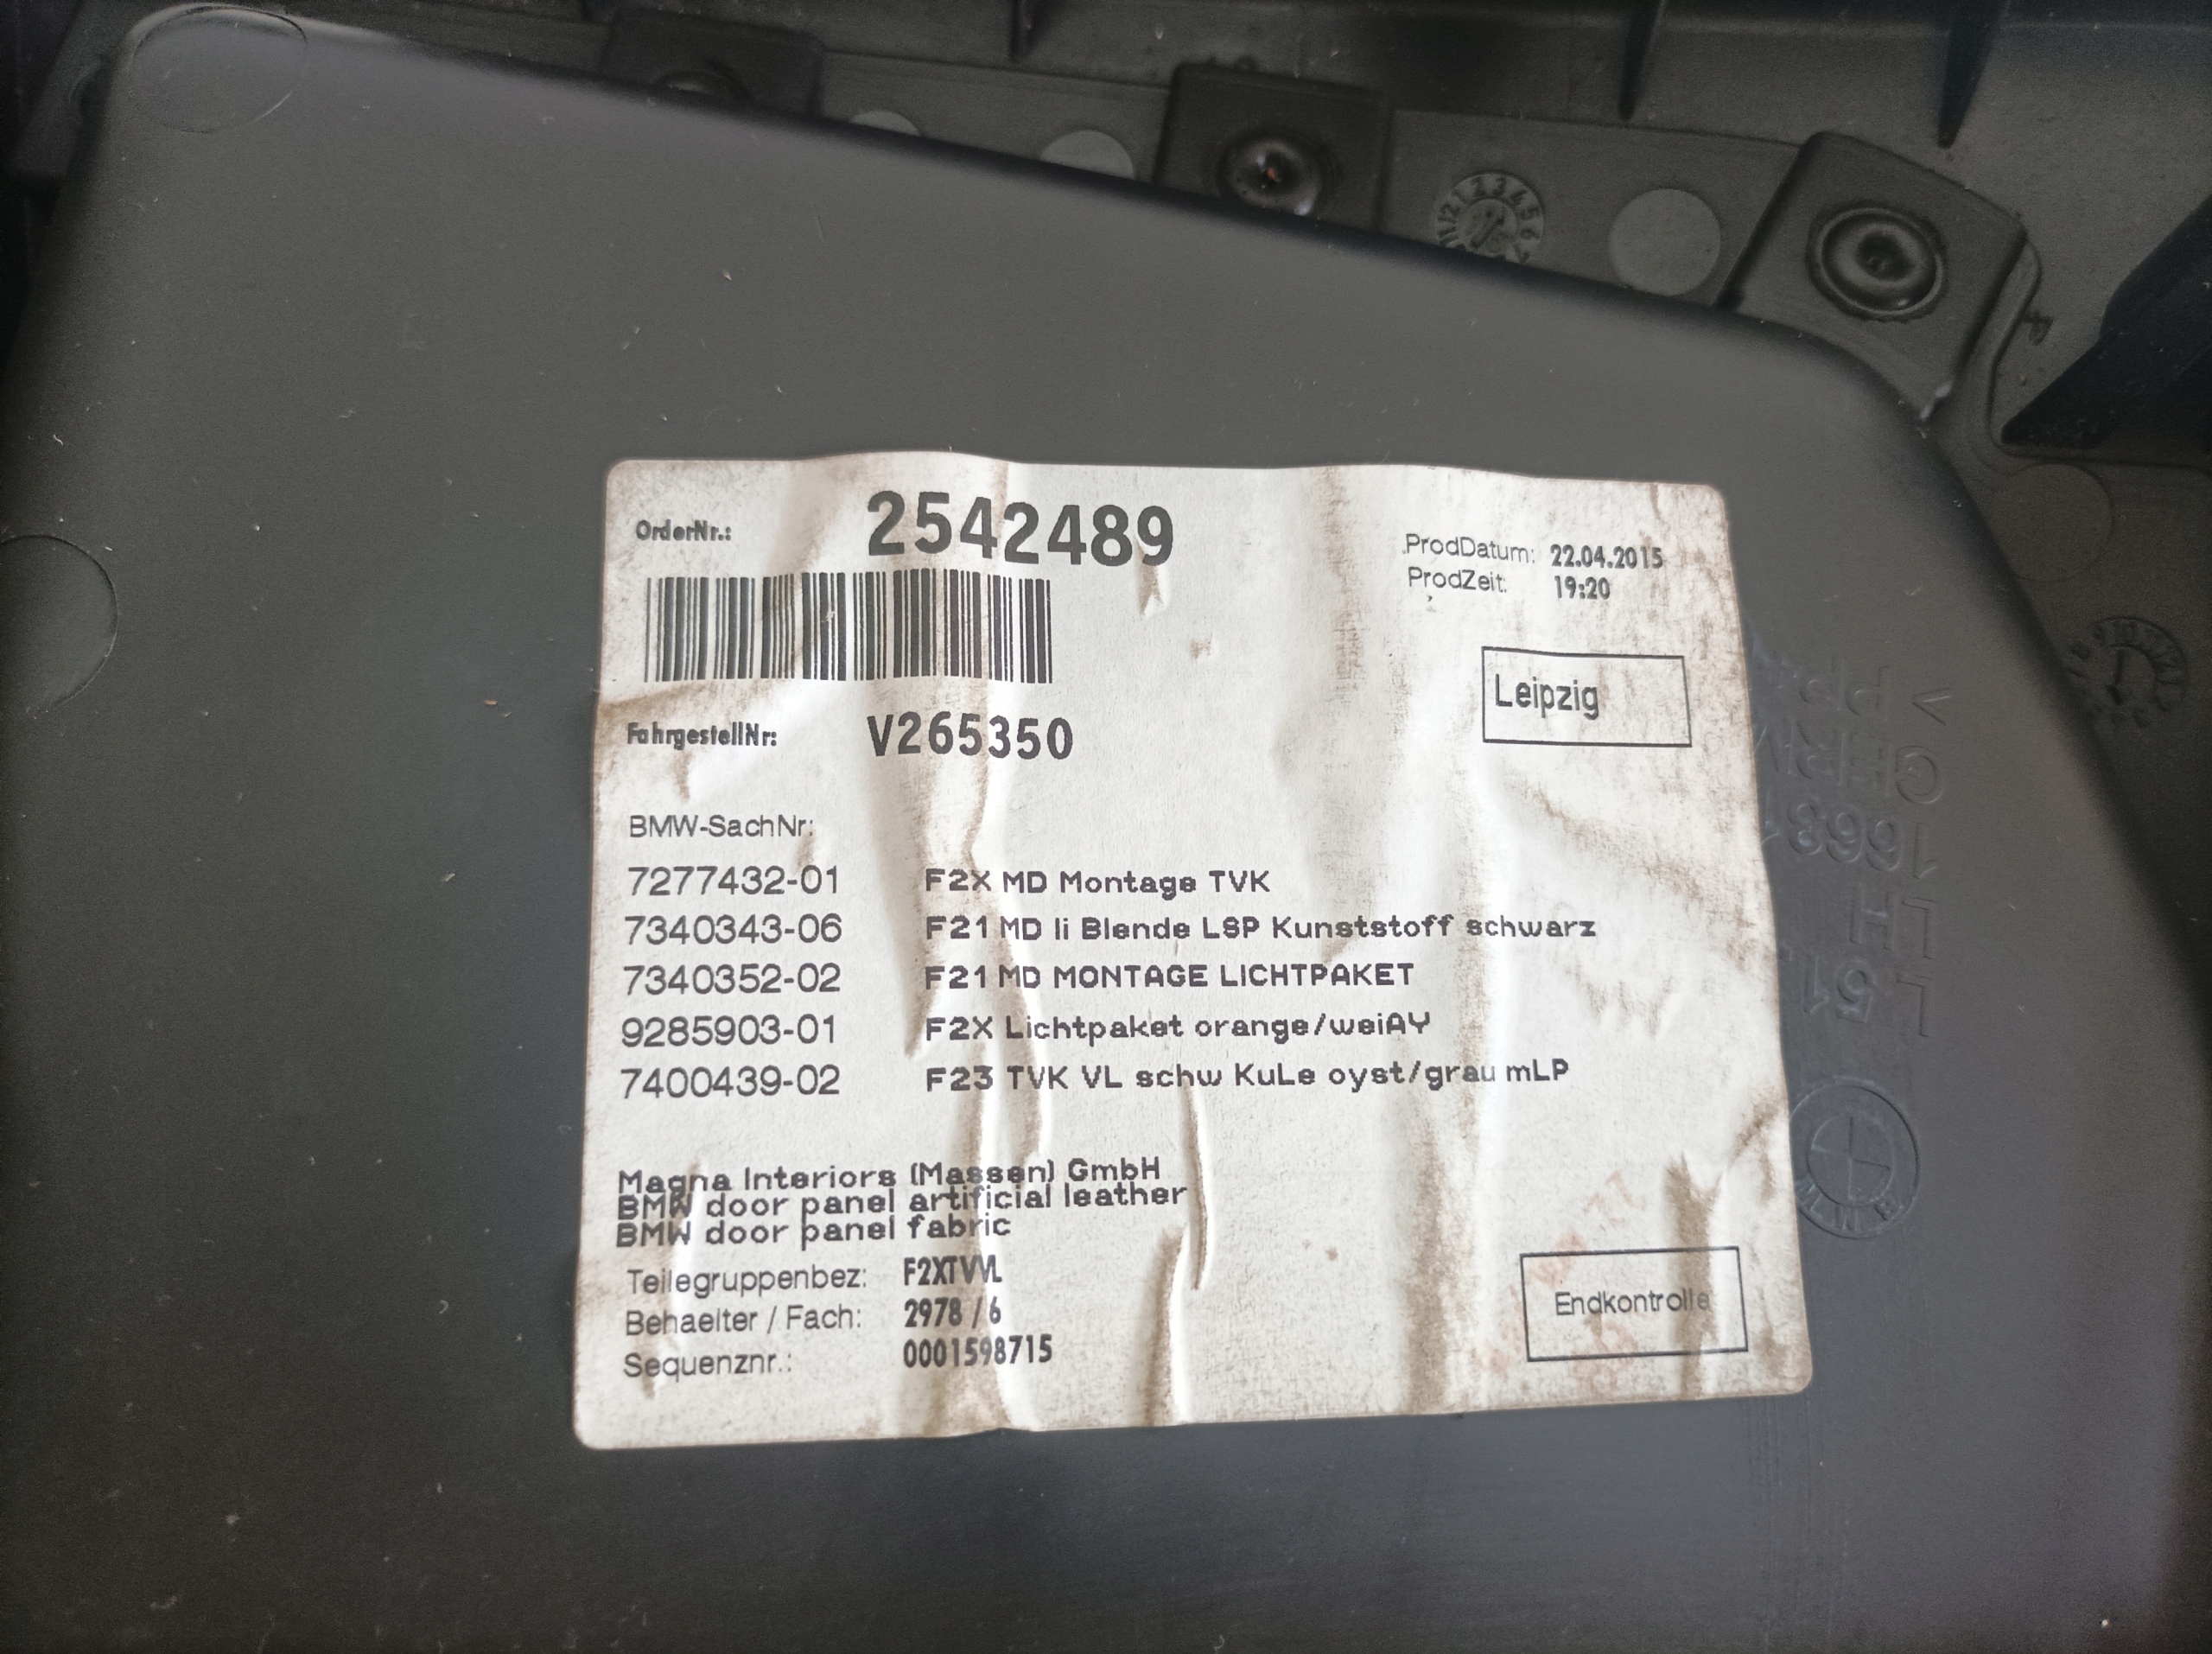 OrderNr.: 2542489
ProdDatum: 22.04.2015
ProdZeit: 19:20
Leipzig
FahrgestellNr: V265350
BMW-SachNr:
7277432-01 F2X MD Montage TVK
7340343-06 F21 MD li Blende LSP Kunststoff schwarz
7340352-02 F21 MD MONTAGE LICHTPAKET
9285903-01 F2X Lichtpaket orange/weiAY
7400439-02 F23 TVK VL schw KuLe oyst/grau mLP
Magna Interiors (Massen) GmbH
BMW door panel artificial leather
BMW door panel fabric
Teilegruppenbez: F2XTVVL
Behaelter / Fach: 2978 / 6
Sequenznr.: 0001598715
Endkontrolle